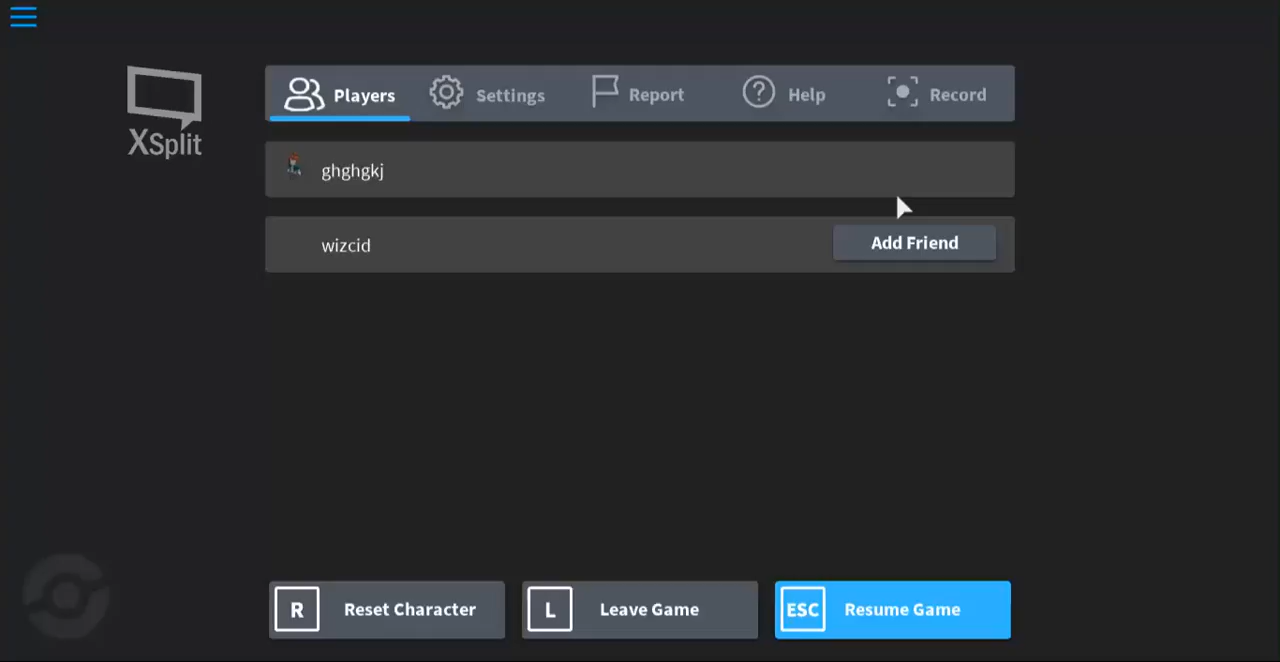 XSplit
Players
Settings
Report
Help
Record
ghghgkj
wizcid
Add Friend
R
Reset Character
L
Leave Game
ESC
Resume Game